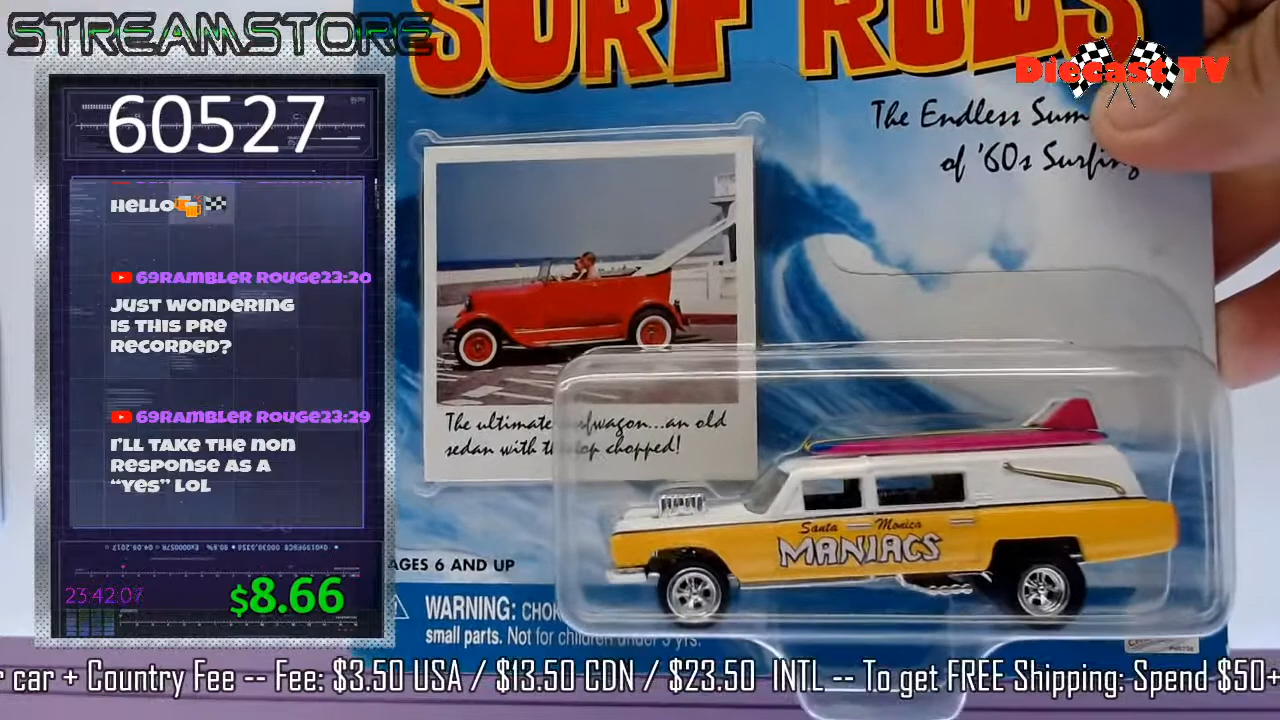 STREAMSTORE
60527
HELLO
69RAMBLER ROUGE23:20
JUST WONDERING
IS THIS PRE
RECORDED?
69RAMBLER ROUGE23:29
I'LL TAKE THE NON
RESPONSE AS A
“YES” LOL
23:42:07
$8.66
SURF RODS
Diecast TV
The Endless Sum
of '60s Surfing
The ultimate surfwagon...an old
sedan with the top chopped!
Santa Monica
MANIACS
AGES 6 AND UP
WARNING: CHOK
small parts. Not for children under 3 yrs.
r car + Country Fee -- Fee: $3.50 USA / $13.50 CDN / $23.50 INTL -- To get FREE Shipping: Spend $50+